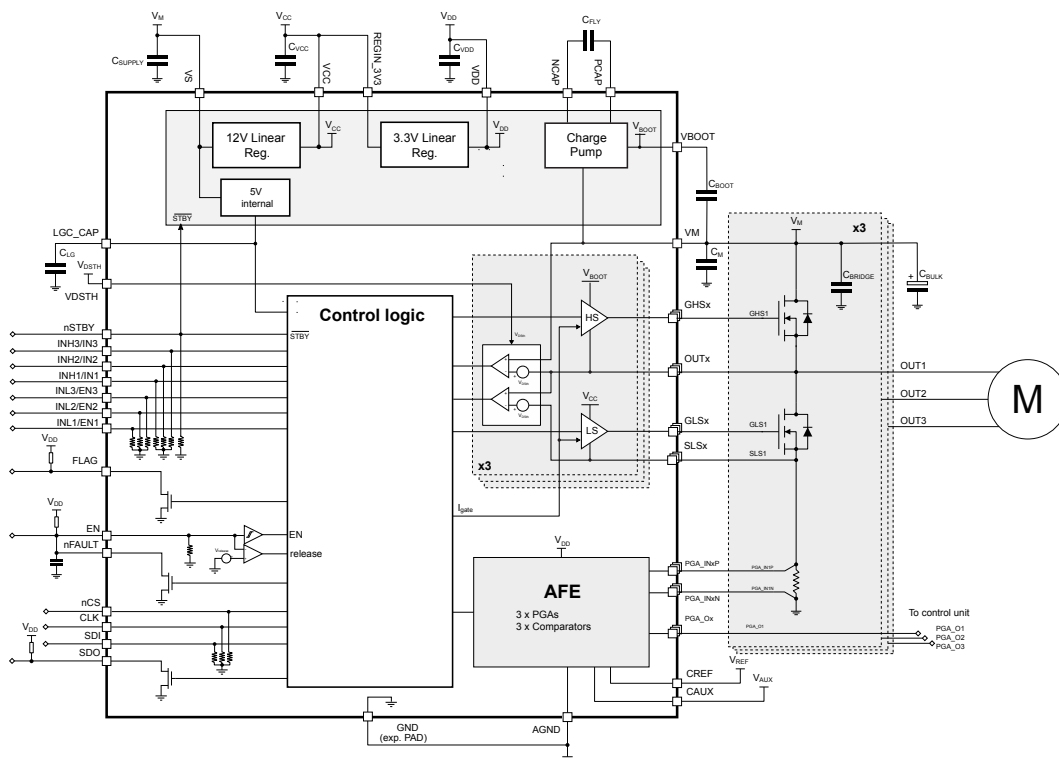 VM
VCC
VDD
CFLY
CSUPPLY
CVCC
CVDD
VS
VCC
REGIN_3V3
VDD
NCAP
PCAP
12V Linear
Reg.
VCC
3.3V Linear
Reg.
VDD
Charge
Pump
VBOOT
VBOOT
5V
internal
STBY
CBOOT
LGC_CAP
CLG
VM
VM
x3
CM
CBRIDGE
CBULK
VDSTH
VDSTH
Control logic
VBOOT
HS
GHSx
GHS1
nSTBY
STBY
INH3/IN3
INH2/IN2
INH1/IN1
INL3/EN3
INL2/EN2
INL1/EN1
OUTx
OUT1
OUT2
OUT3
M
VCC
LS
GLSx
GLS1
SLSx
SLS1
x3
VDD
FLAG
Igate
VDD
EN
EN
nFAULT
release
VDD
AFE
3 x PGAs
3 x Comparators
PGA_INxP
PGA_IN1P
PGA_INxN
PGA_IN1N
PGA_Ox
PGA_O1
To control unit
PGA_O1
PGA_O2
PGA_O3
nCS
CLK
VDD
SDI
SDO
VREF
CREF
VAUX
CAUX
GND
(exp. PAD)
AGND